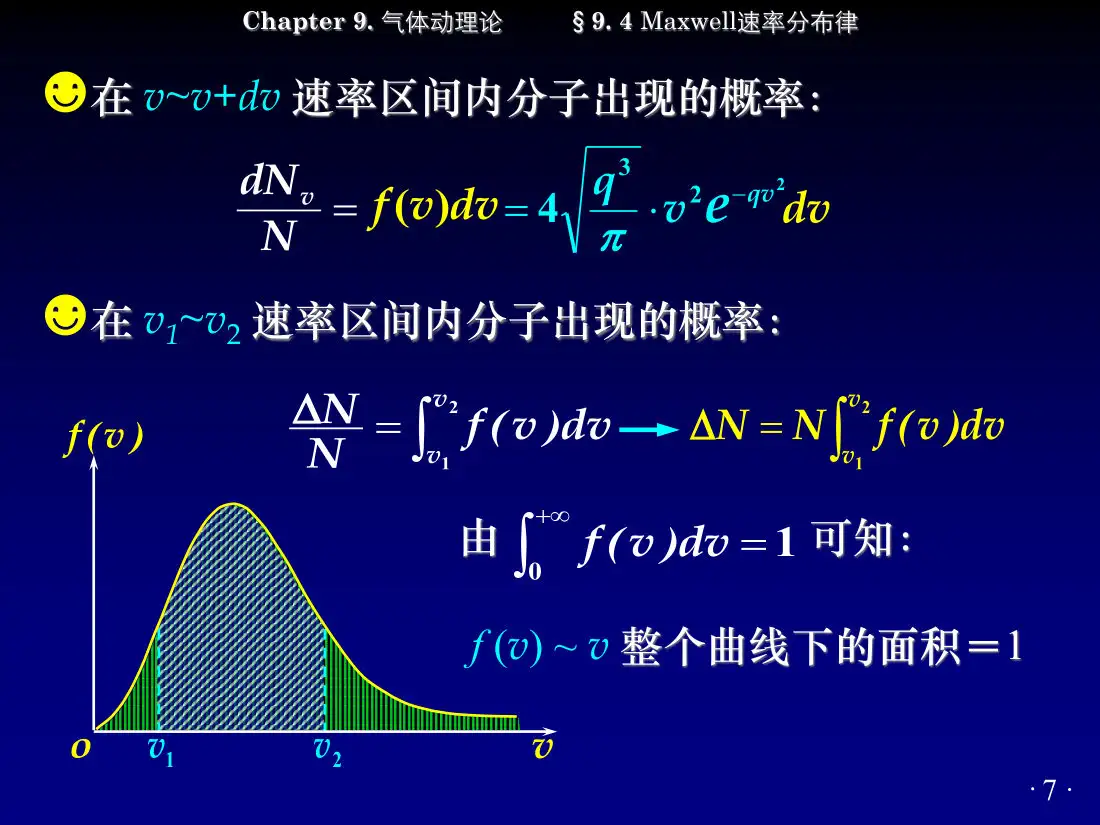 Chapter 9. 气体动理论 §9. 4 Maxwell速率分布律
在 v~v+dv 速率区间内分子出现的概率：
dN_v/N = f(v)dv = 4√(q³/π) · v² e^(−qv²) dv
在 v₁~v₂ 速率区间内分子出现的概率：
ΔN/N = ∫_{v₁}^{v₂} f(v)dv → ΔN = N∫_{v₁}^{v₂} f(v)dv
f(v)
由 ∫_0^{+∞} f(v)dv = 1 可知：
f(v) ~ v 整个曲线下的面积＝1
o v₁ v₂ v
·7·